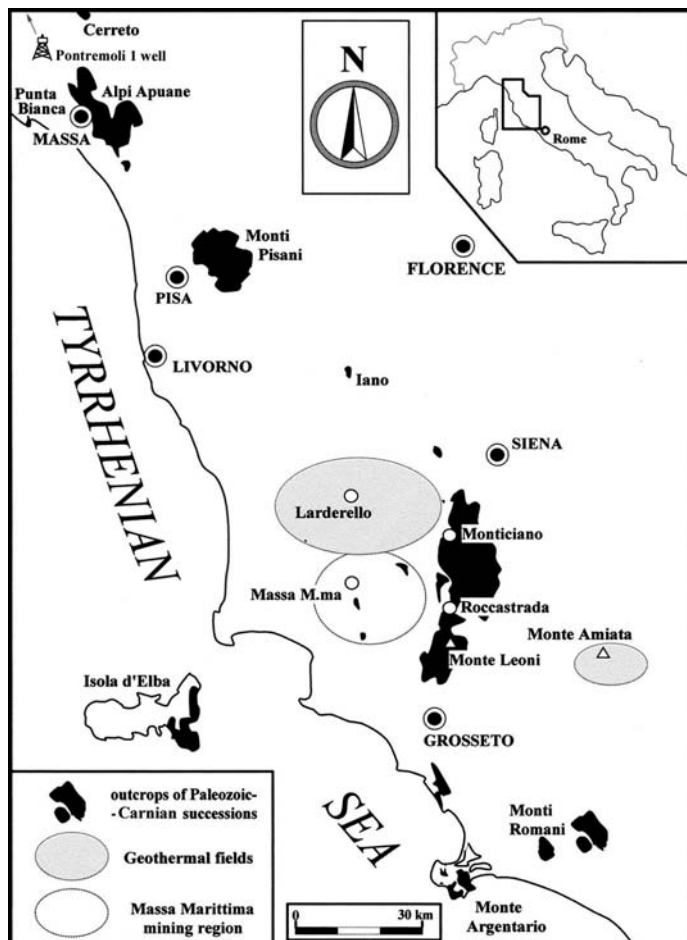 Cerreto
Pontremoli 1 well
Punta
Bianca
Alpi Apuane
MASSA
N
Rome
Monti
Pisani
FLORENCE
PISA
LIVORNO
TYRRHENIAN
Iano
SIENA
Larderello
Monticiano
Massa M.ma
Roccastrada
Monte Amiata
Monte Leoni
Isola d'Elba
GROSSETO
SEA
Monti
Romani
Monte
Argentario
outcrops of Paleozoic-
-Carnian successions
Geothermal fields
Massa Marittima
mining region
0 30 km